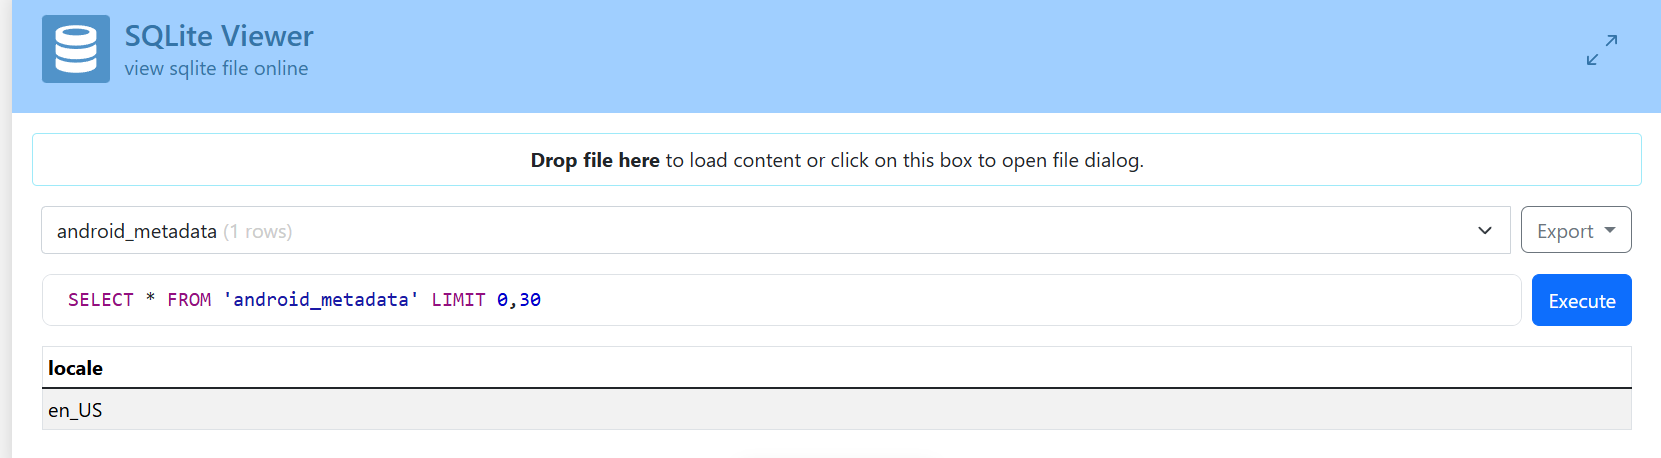 SQLite Viewer
view sqlite file online
Drop file here to load content or click on this box to open file dialog.
android_metadata (1 rows)
Export
SELECT * FROM 'android_metadata' LIMIT 0,30
Execute
locale
en_US